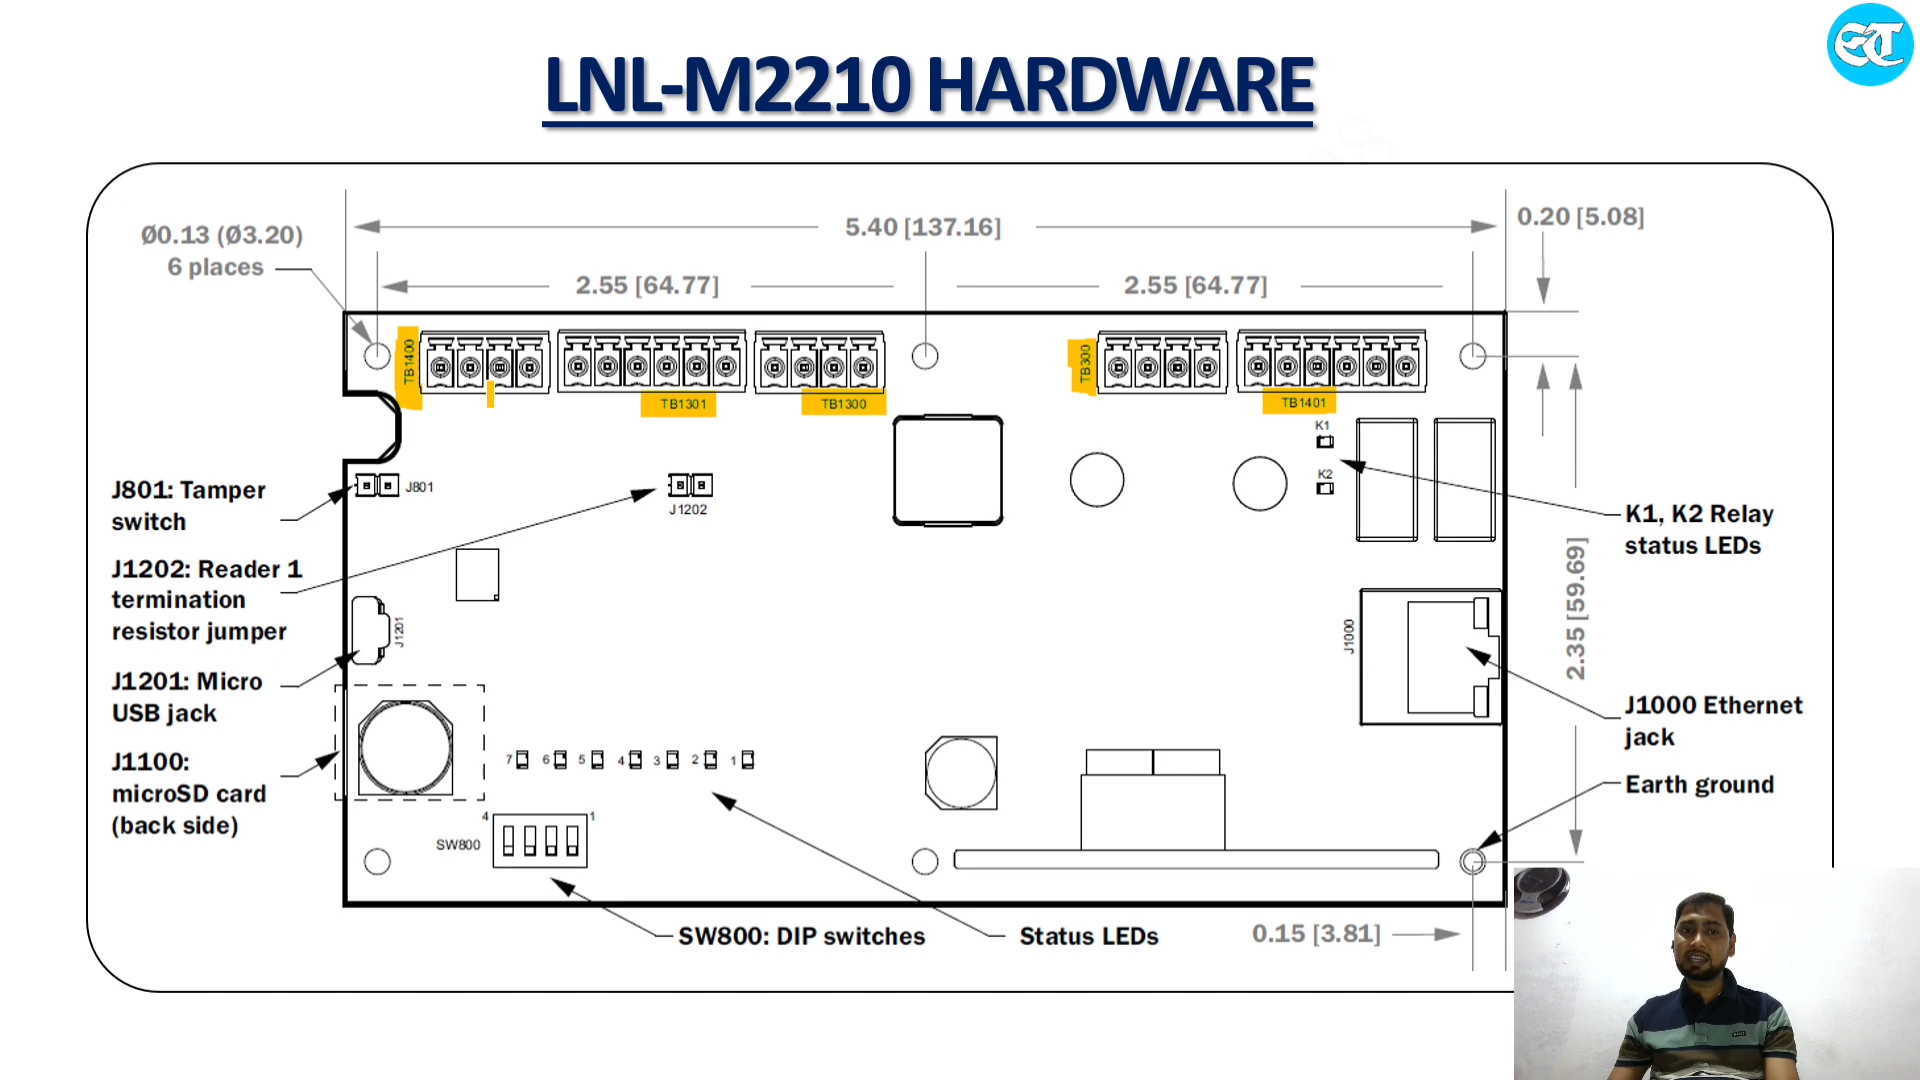 LNL-M2210 HARDWARE
Ø0.13 (Ø3.20)
6 places
5.40 [137.16]
0.20 [5.08]
2.55 [64.77]
2.55 [64.77]
TB1400
TB1301
TB1300
TB300
TB1401
K1
K2
J801
J1202
J801: Tamper
switch
J1202: Reader 1
termination
resistor jumper
J1201
J1201: Micro
USB jack
J1100:
microSD card
(back side)
K1, K2 Relay
status LEDs
2.35 [59.69]
J1000
J1000 Ethernet
jack
Earth ground
7 6 5 4 3 2 1
4 1
SW800
SW800: DIP switches
Status LEDs
0.15 [3.81]